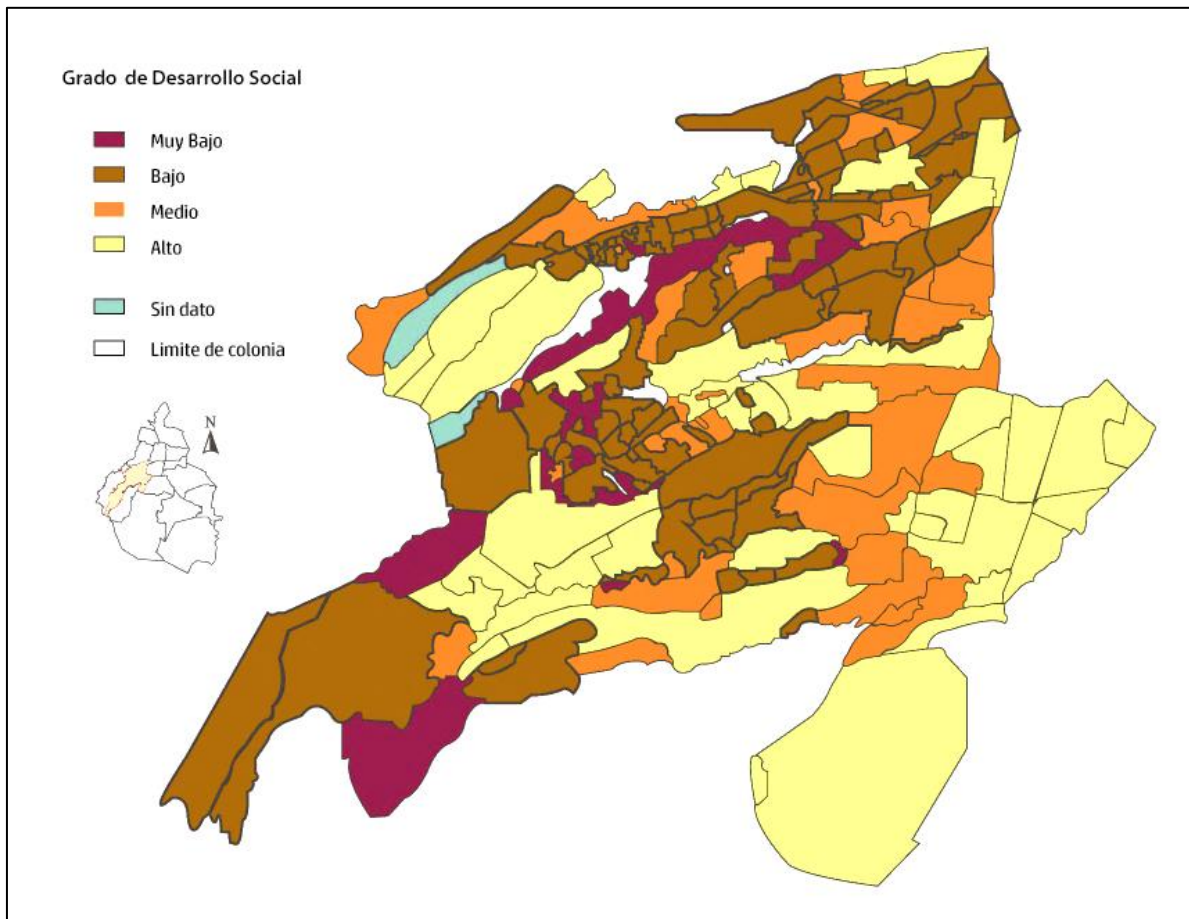 Grado de Desarrollo Social
Muy Bajo
Bajo
Medio
Alto
Sin dato
Limite de colonia
N